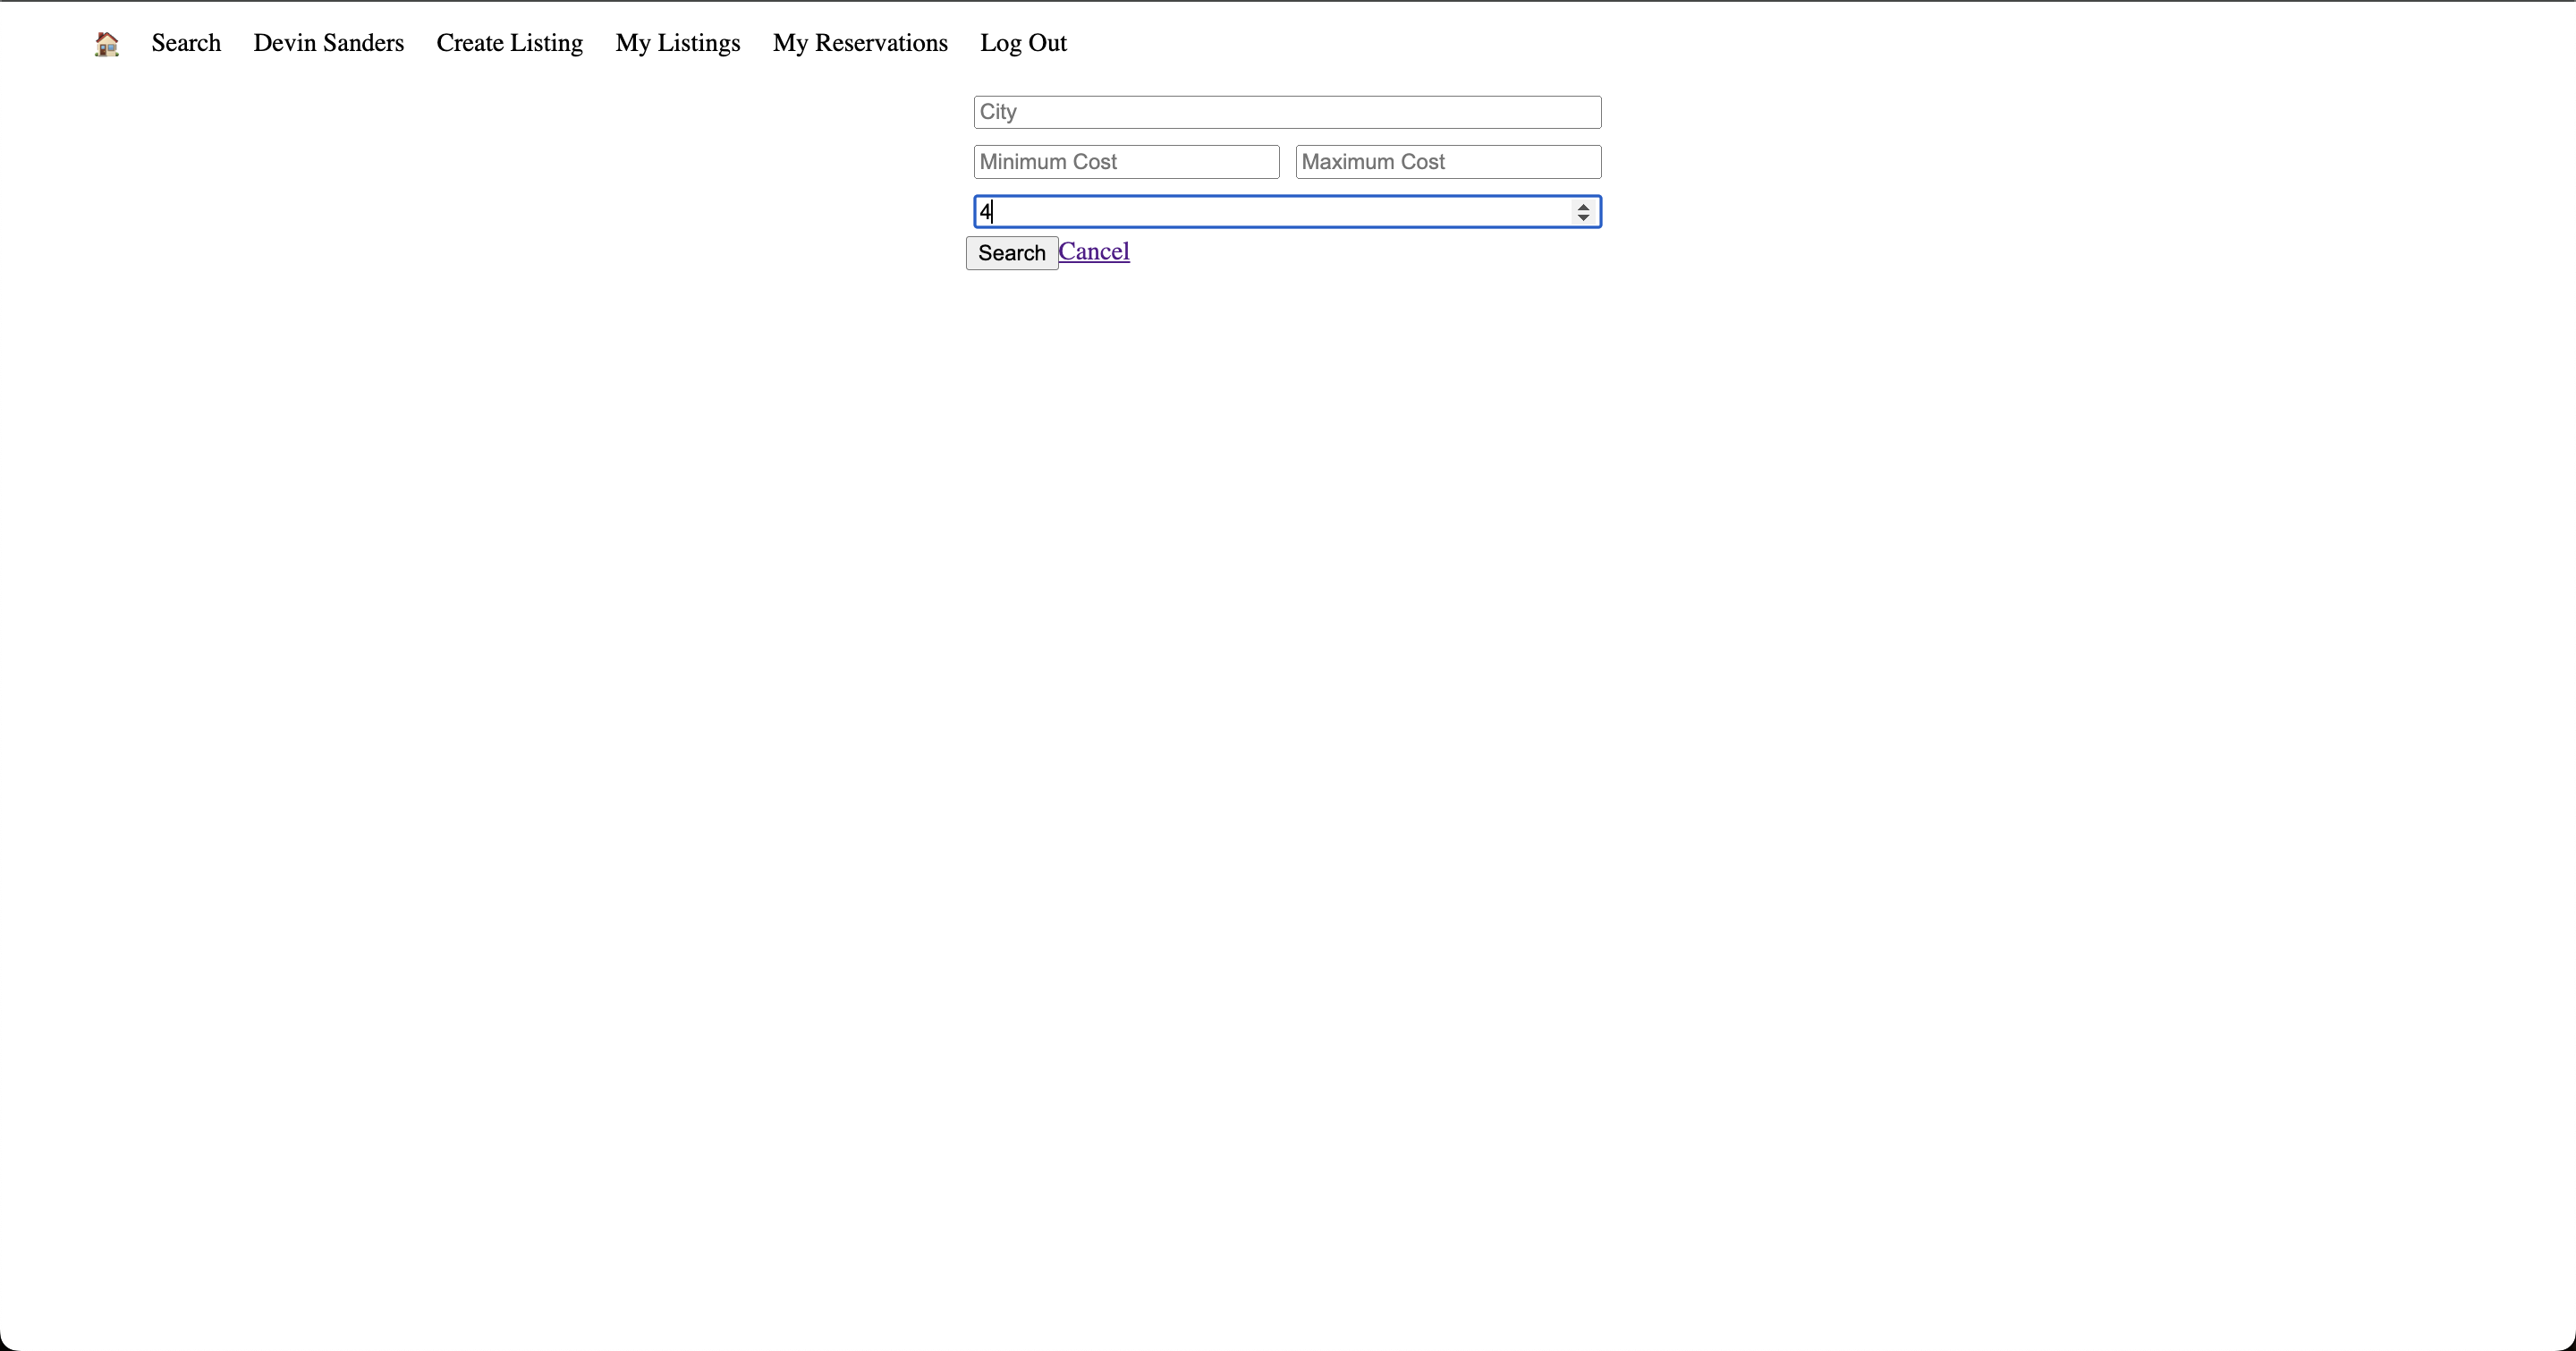 Search Devin Sanders Create Listing My Listings My Reservations Log Out
City
Minimum Cost Maximum Cost
4
Search Cancel